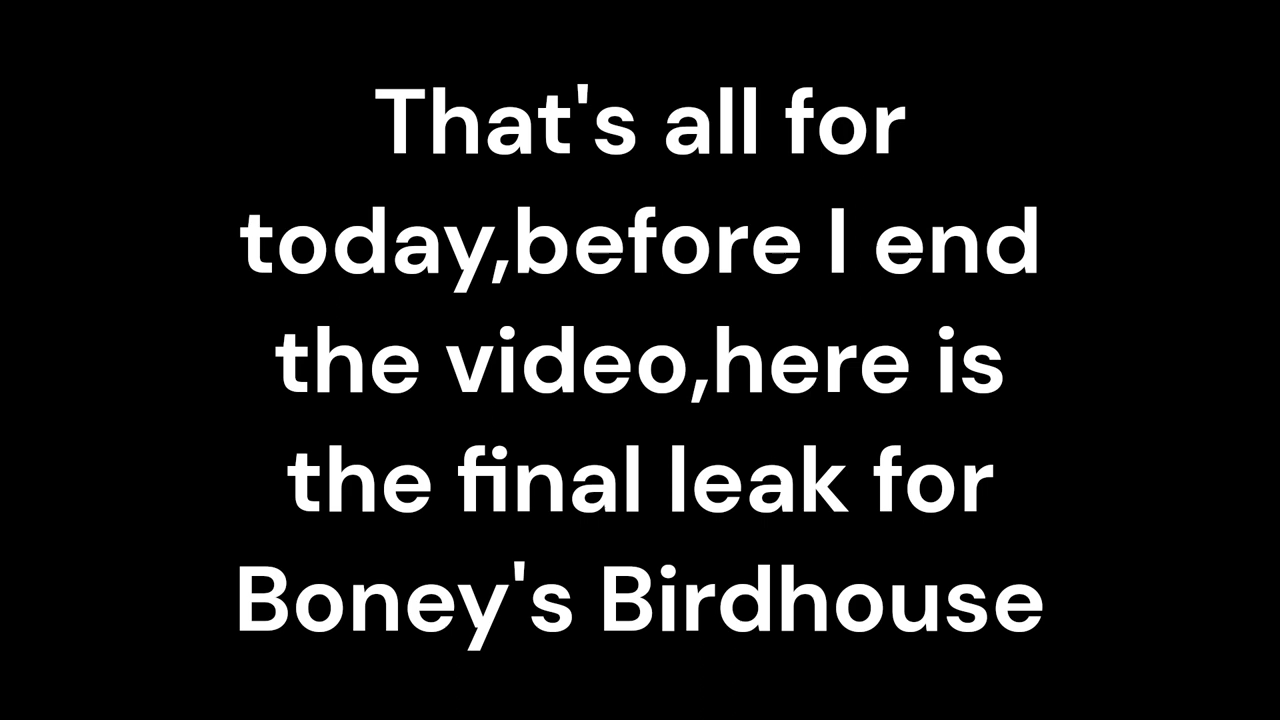 That's all for
today,before I end
the video,here is
the final leak for
Boney's Birdhouse